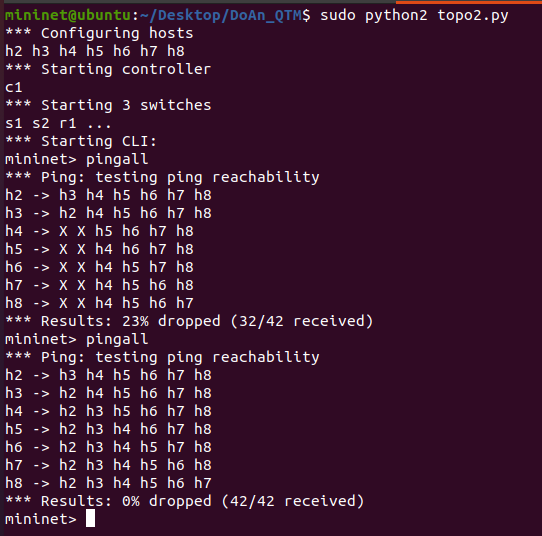 mininet@ubuntu:~/Desktop/DoAn_QTM$ sudo python2 topo2.py
*** Configuring hosts
h2 h3 h4 h5 h6 h7 h8
*** Starting controller
c1
*** Starting 3 switches
s1 s2 r1 ...
*** Starting CLI:
mininet> pingall
*** Ping: testing ping reachability
h2 -> h3 h4 h5 h6 h7 h8
h3 -> h2 h4 h5 h6 h7 h8
h4 -> X X h5 h6 h7 h8
h5 -> X X h4 h6 h7 h8
h6 -> X X h4 h5 h7 h8
h7 -> X X h4 h5 h6 h8
h8 -> X X h4 h5 h6 h7
*** Results: 23% dropped (32/42 received)
mininet> pingall
*** Ping: testing ping reachability
h2 -> h3 h4 h5 h6 h7 h8
h3 -> h2 h4 h5 h6 h7 h8
h4 -> h2 h3 h5 h6 h7 h8
h5 -> h2 h3 h4 h6 h7 h8
h6 -> h2 h3 h4 h5 h7 h8
h7 -> h2 h3 h4 h5 h6 h8
h8 -> h2 h3 h4 h5 h6 h7
*** Results: 0% dropped (42/42 received)
mininet>